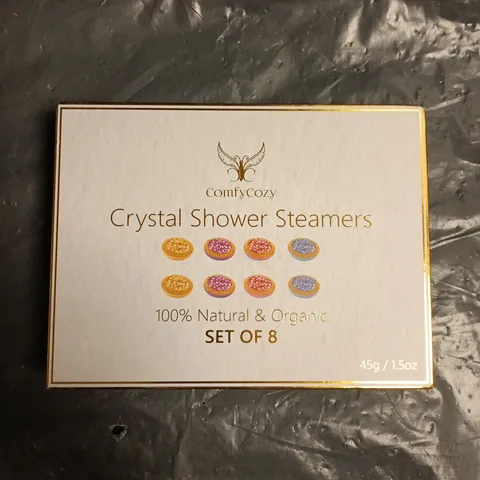 ComfyCozy
Crystal Shower Steamers
100% Natural & Organic
SET OF 8
45g / 1.5oz